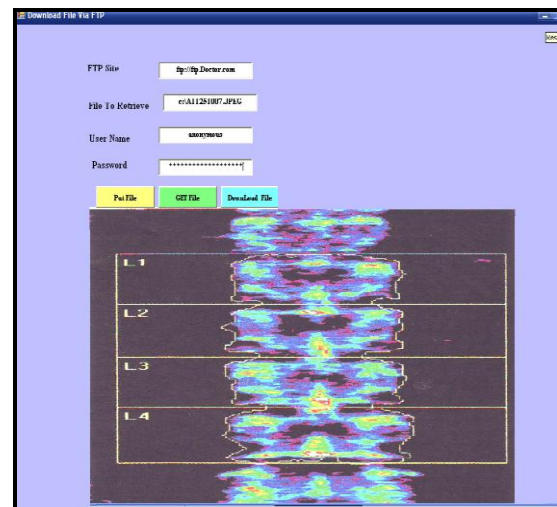 Download File Via FTP
FTP Site
ftp://ftp.Doctor.com
File To Retrieve
c:\A11251007.JPEG
User Name
anonymous
Password
*******************
Put File
GET File
DownLoad File
L1
L2
L3
L4